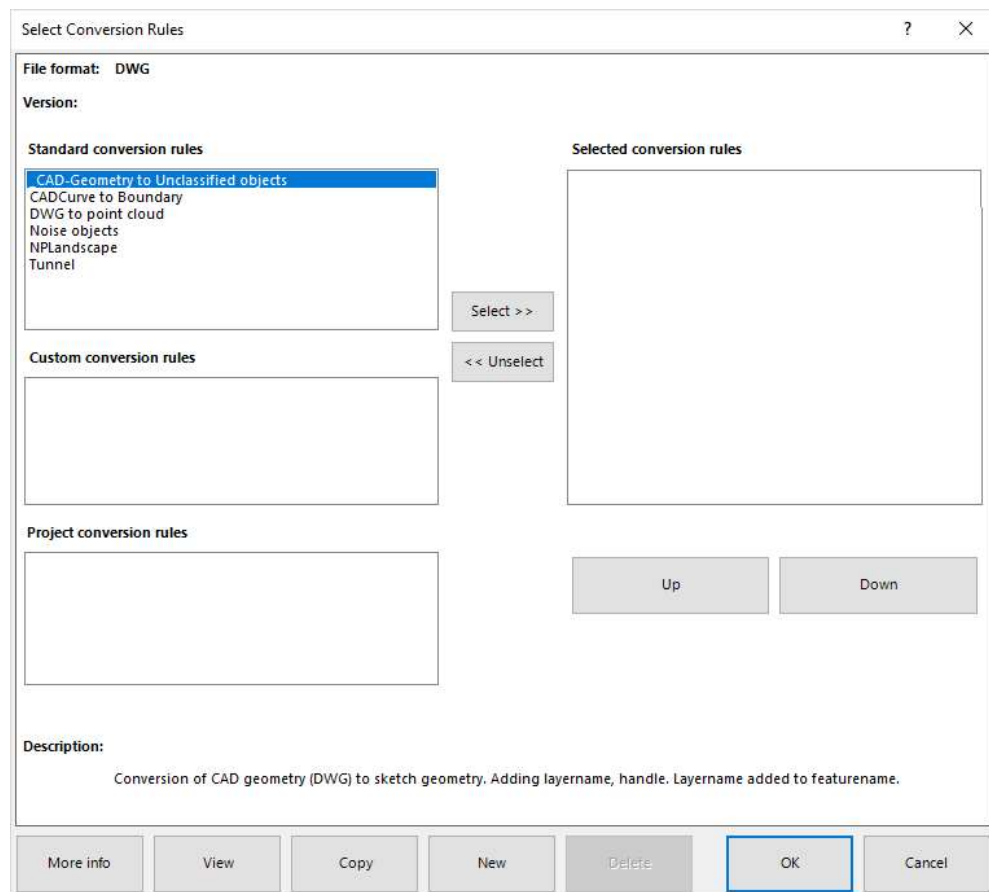 Select Conversion Rules
?
File format: DWG
Version:
Standard conversion rules
_CAD-Geometry to Unclassified objects
CADCurve to Boundary
DWG to point cloud
Noise objects
NPLandscape
Tunnel
Selected conversion rules
Select >>
<< Unselect
Custom conversion rules
Project conversion rules
Up
Down
Description:
Conversion of CAD geometry (DWG) to sketch geometry. Adding layername, handle. Layername added to featurename.
More info
View
Copy
New
Delete
OK
Cancel